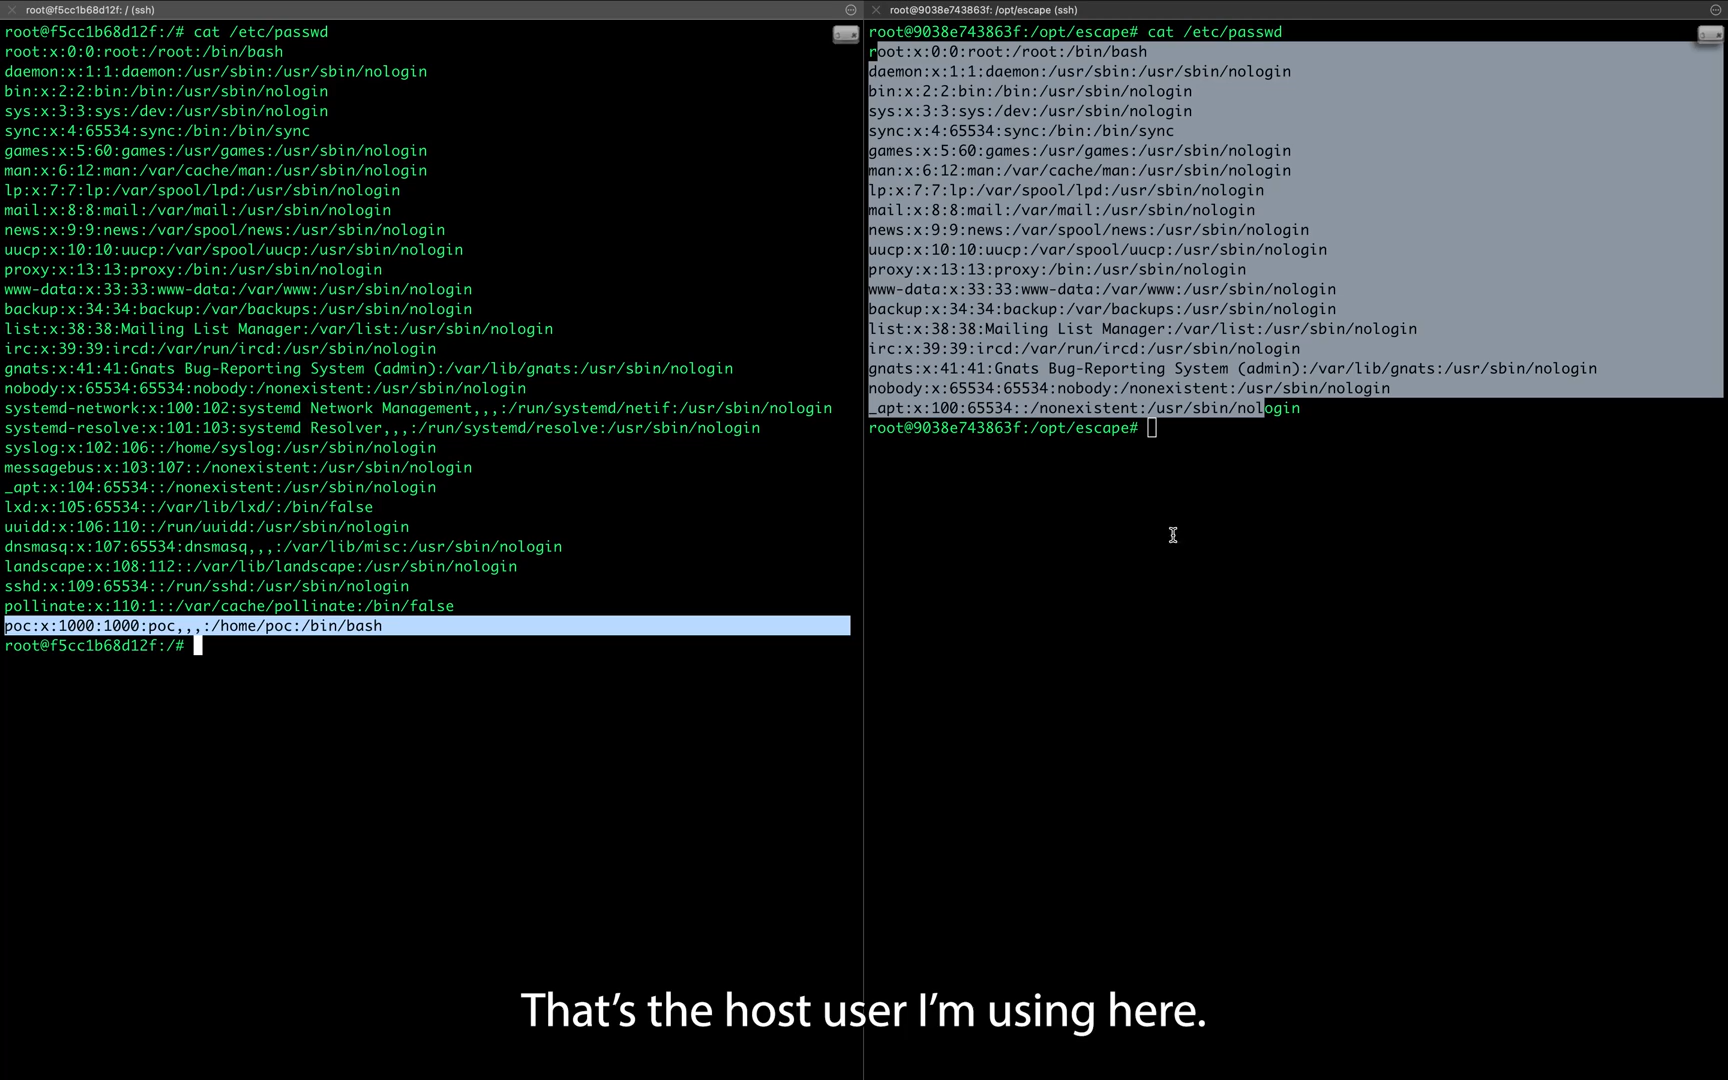 root@f5cc1b68d12f: / (ssh)
root@f5cc1b68d12f:/# cat /etc/passwd
root:x:0:0:root:/root:/bin/bash
daemon:x:1:1:daemon:/usr/sbin:/usr/sbin/nologin
bin:x:2:2:bin:/bin:/usr/sbin/nologin
sys:x:3:3:sys:/dev:/usr/sbin/nologin
sync:x:4:65534:sync:/bin:/bin/sync
games:x:5:60:games:/usr/games:/usr/sbin/nologin
man:x:6:12:man:/var/cache/man:/usr/sbin/nologin
lp:x:7:7:lp:/var/spool/lpd:/usr/sbin/nologin
mail:x:8:8:mail:/var/mail:/usr/sbin/nologin
news:x:9:9:news:/var/spool/news:/usr/sbin/nologin
uucp:x:10:10:uucp:/var/spool/uucp:/usr/sbin/nologin
proxy:x:13:13:proxy:/bin:/usr/sbin/nologin
www-data:x:33:33:www-data:/var/www:/usr/sbin/nologin
backup:x:34:34:backup:/var/backups:/usr/sbin/nologin
list:x:38:38:Mailing List Manager:/var/list:/usr/sbin/nologin
irc:x:39:39:ircd:/var/run/ircd:/usr/sbin/nologin
gnats:x:41:41:Gnats Bug-Reporting System (admin):/var/lib/gnats:/usr/sbin/nologin
nobody:x:65534:65534:nobody:/nonexistent:/usr/sbin/nologin
systemd-network:x:100:102:systemd Network Management,,,:/run/systemd/netif:/usr/sbin/nologin
systemd-resolve:x:101:103:systemd Resolver,,,:/run/systemd/resolve:/usr/sbin/nologin
syslog:x:102:106::/home/syslog:/usr/sbin/nologin
messagebus:x:103:107::/nonexistent:/usr/sbin/nologin
_apt:x:104:65534::/nonexistent:/usr/sbin/nologin
lxd:x:105:65534::/var/lib/lxd/:/bin/false
uuidd:x:106:110::/run/uuidd:/usr/sbin/nologin
dnsmasq:x:107:65534:dnsmasq,,,:/var/lib/misc:/usr/sbin/nologin
landscape:x:108:112::/var/lib/landscape:/usr/sbin/nologin
sshd:x:109:65534::/run/sshd:/usr/sbin/nologin
pollinate:x:110:1::/var/cache/pollinate:/bin/false
poc:x:1000:1000:poc,,,:/home/poc:/bin/bash
root@f5cc1b68d12f:/#
root@9038e743863f: /opt/escape (ssh)
root@9038e743863f:/opt/escape# cat /etc/passwd
root:x:0:0:root:/root:/bin/bash
daemon:x:1:1:daemon:/usr/sbin:/usr/sbin/nologin
bin:x:2:2:bin:/bin:/usr/sbin/nologin
sys:x:3:3:sys:/dev:/usr/sbin/nologin
sync:x:4:65534:sync:/bin:/bin/sync
games:x:5:60:games:/usr/games:/usr/sbin/nologin
man:x:6:12:man:/var/cache/man:/usr/sbin/nologin
lp:x:7:7:lp:/var/spool/lpd:/usr/sbin/nologin
mail:x:8:8:mail:/var/mail:/usr/sbin/nologin
news:x:9:9:news:/var/spool/news:/usr/sbin/nologin
uucp:x:10:10:uucp:/var/spool/uucp:/usr/sbin/nologin
proxy:x:13:13:proxy:/bin:/usr/sbin/nologin
www-data:x:33:33:www-data:/var/www:/usr/sbin/nologin
backup:x:34:34:backup:/var/backups:/usr/sbin/nologin
list:x:38:38:Mailing List Manager:/var/list:/usr/sbin/nologin
irc:x:39:39:ircd:/var/run/ircd:/usr/sbin/nologin
gnats:x:41:41:Gnats Bug-Reporting System (admin):/var/lib/gnats:/usr/sbin/nologin
nobody:x:65534:65534:nobody:/nonexistent:/usr/sbin/nologin
_apt:x:100:65534::/nonexistent:/usr/sbin/nologin
root@9038e743863f:/opt/escape#
That’s the host user I’m using here.